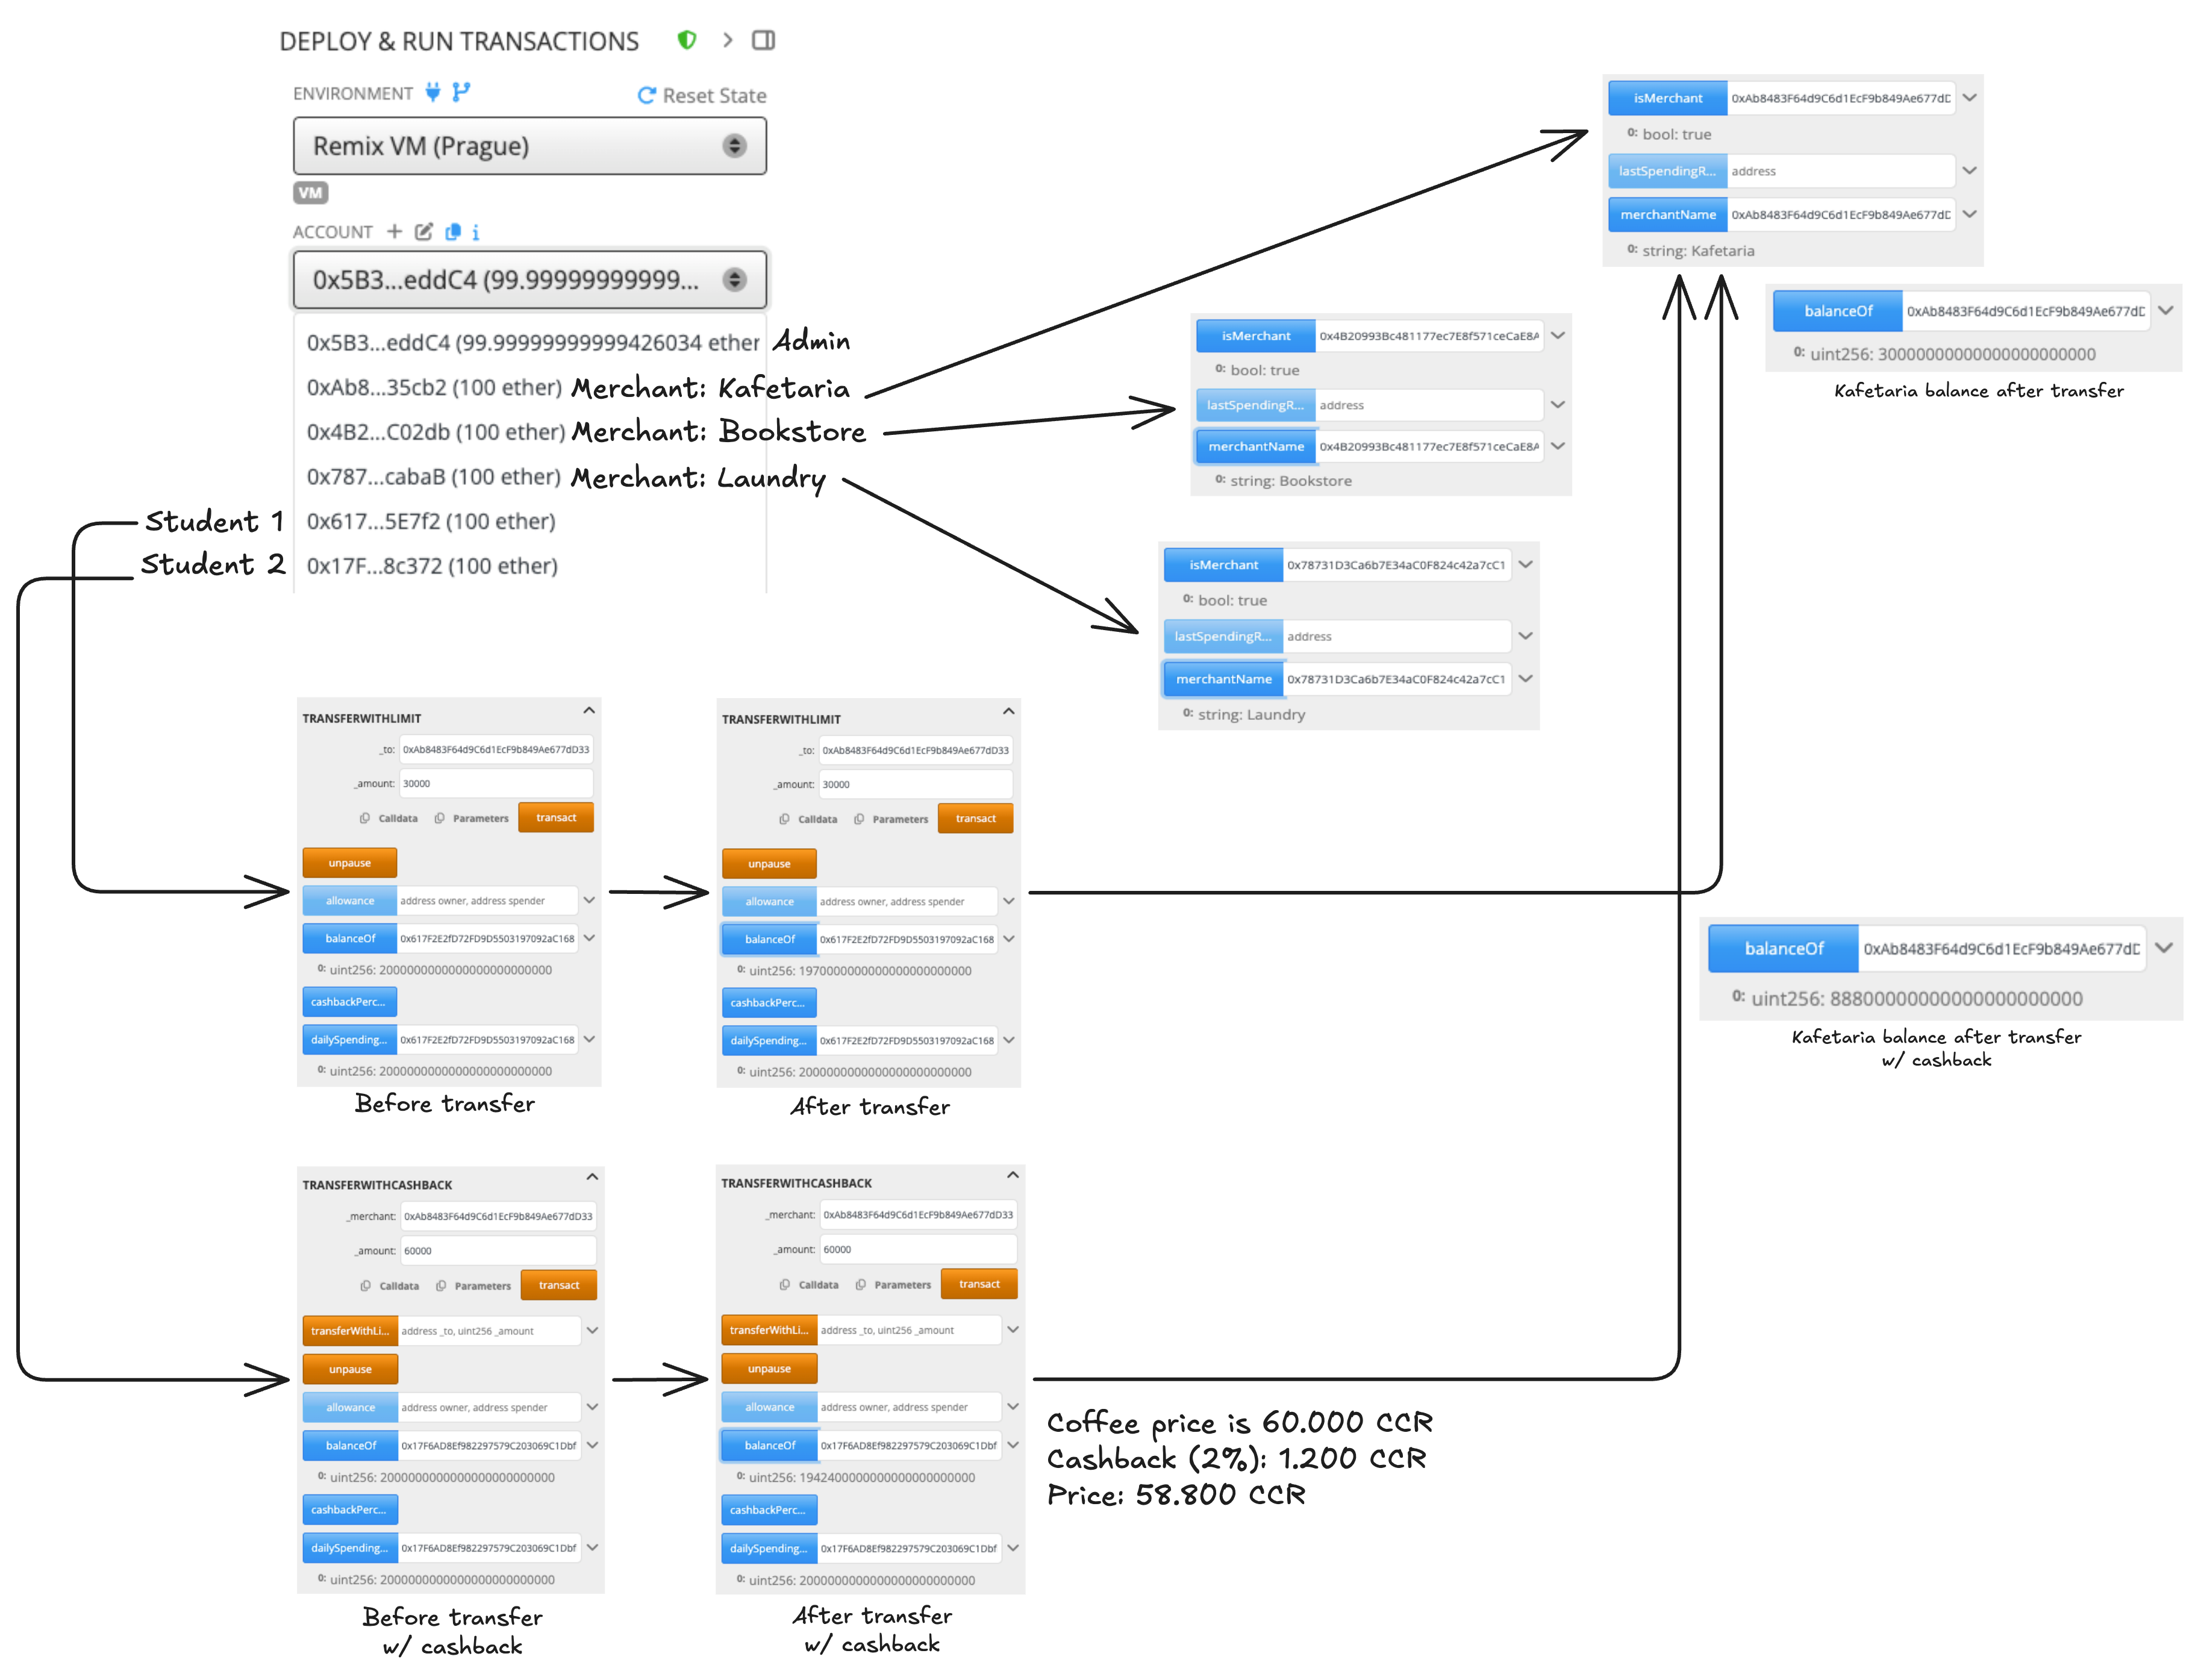 DEPLOY & RUN TRANSACTIONS
ENVIRONMENT
Reset State
Remix VM (Prague)
VM
ACCOUNT
0x5B3...eddC4 (99.99999999999...
0x5B3...eddC4 (99.99999999999426034 ether
Admin
0xAb8...35cb2 (100 ether)
Merchant: Kafetaria
0x4B2...C02db (100 ether)
Merchant: Bookstore
0x787...cabaB (100 ether)
Merchant: Laundry
Student 1
0x617...5E7f2 (100 ether)
Student 2
0x17F...8c372 (100 ether)
isMerchant
0xAb8483F64d9C6d1EcF9b849Ae677dD
0: bool: true
lastSpendingR...
address
merchantName
0xAb8483F64d9C6d1EcF9b849Ae677dD
0: string: Kafetaria
balanceOf
0xAb8483F64d9C6d1EcF9b849Ae677dD
0: uint256: 30000000000000000000000
Kafetaria balance after transfer
isMerchant
0x4B20993Bc481177ec7E8f571ceCaE8A
0: bool: true
lastSpendingR...
address
merchantName
0x4B20993Bc481177ec7E8f571ceCaE8A
0: string: Bookstore
isMerchant
0x78731D3Ca6b7E34aC0F824c42a7cC1
0: bool: true
lastSpendingR...
address
merchantName
0x78731D3Ca6b7E34aC0F824c42a7cC1
0: string: Laundry
TRANSFERWITHLIMIT
_to:
0xAb8483F64d9C6d1EcF9b849Ae677dD33
_amount:
30000
Calldata
Parameters
transact
unpause
allowance
address owner, address spender
balanceOf
0x617F2E2fD72FD9D5503197092aC168
0: uint256: 2000000000000000000000000
cashbackPerc...
dailySpending...
0x617F2E2fD72FD9D5503197092aC168
0: uint256: 2000000000000000000000000
Before transfer
TRANSFERWITHLIMIT
_to:
0xAb8483F64d9C6d1EcF9b849Ae677dD33
_amount:
30000
Calldata
Parameters
transact
unpause
allowance
address owner, address spender
balanceOf
0x617F2E2fD72FD9D5503197092aC168
0: uint256: 1970000000000000000000000
cashbackPerc...
dailySpending...
0x617F2E2fD72FD9D5503197092aC168
0: uint256: 2000000000000000000000000
After transfer
balanceOf
0xAb8483F64d9C6d1EcF9b849Ae677dD
0: uint256: 88800000000000000000000
Kafetaria balance after transfer
w/ cashback
TRANSFERWITHCASHBACK
_merchant:
0xAb8483F64d9C6d1EcF9b849Ae677dD33
_amount:
60000
Calldata
Parameters
transact
transferWithLi...
address _to, uint256 _amount
unpause
allowance
address owner, address spender
balanceOf
0x17F6AD8Ef982297579C203069C1Dbf
0: uint256: 2000000000000000000000000
cashbackPerc...
dailySpending...
0x17F6AD8Ef982297579C203069C1Dbf
0: uint256: 2000000000000000000000000
Before transfer
w/ cashback
TRANSFERWITHCASHBACK
_merchant:
0xAb8483F64d9C6d1EcF9b849Ae677dD33
_amount:
60000
Calldata
Parameters
transact
transferWithLi...
address _to, uint256 _amount
unpause
allowance
address owner, address spender
balanceOf
0x17F6AD8Ef982297579C203069C1Dbf
0: uint256: 1942400000000000000000000
cashbackPerc...
dailySpending...
0x17F6AD8Ef982297579C203069C1Dbf
0: uint256: 2000000000000000000000000
After transfer
w/ cashback
Coffee price is 60.000 CCR
Cashback (2%): 1.200 CCR
Price: 58.800 CCR